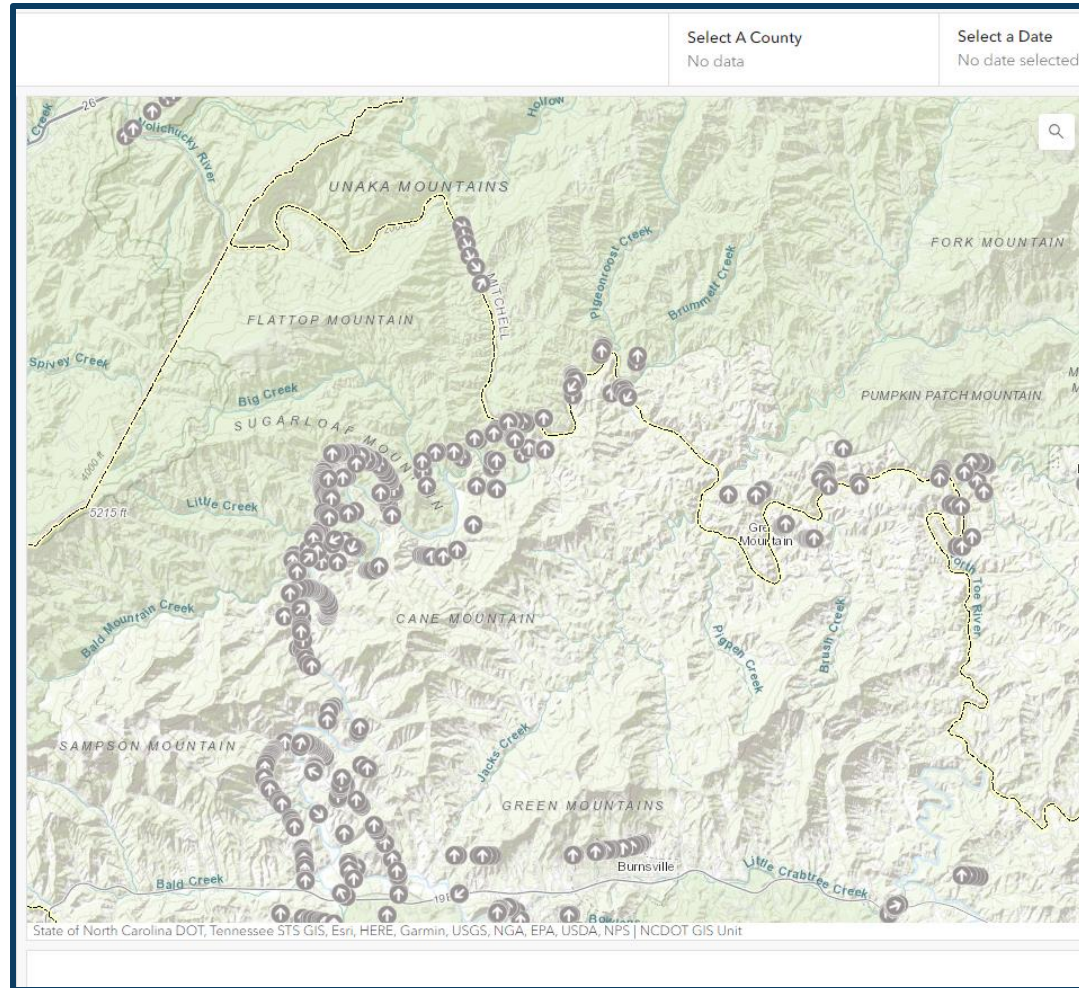 Select A County
No data
Select a Date
No date selected
26
Creek
Hollow
UNAKA MOUNTAINS
MITCHELL
Pigeonroost Creek
Brummett Creek
FORK MOUNTAIN
FLATTOP MOUNTAIN
Spivey Creek
Big Creek
PUMPKIN PATCH MOUNTAIN
SUGARLOAF MOUNTAIN
4000 ft
Little Creek
5215 ft
Mountain
North Toe River
Bald Mountain Creek
CANE MOUNTAIN
Pigpen Creek
Brush Creek
SAMPSON MOUNTAIN
Jacks Creek
GREEN MOUNTAINS
Burnsville
Little Crabtree Creek
Bald Creek
State of North Carolina DOT, Tennessee STS GIS, Esri, HERE, Garmin, USGS, NGA, EPA, USDA, NPS | NCDOT GIS Unit